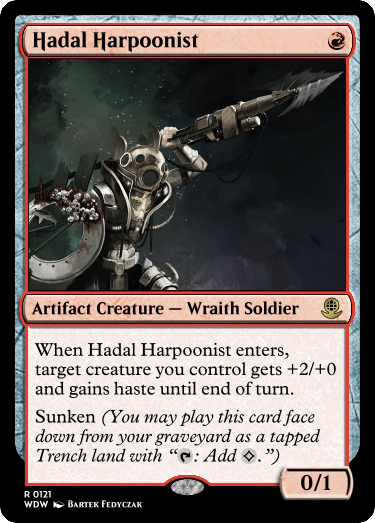 Hadal Harpoonist
Artifact Creature — Wraith Soldier
When Hadal Harpoonist enters,
target creature you control gets +2/+0
and gains haste until end of turn.
Sunken (You may play this card face
down from your graveyard as a tapped
Trench land with “: Add .”)
0/1
R 0121
WDW Bartek Fedyczak